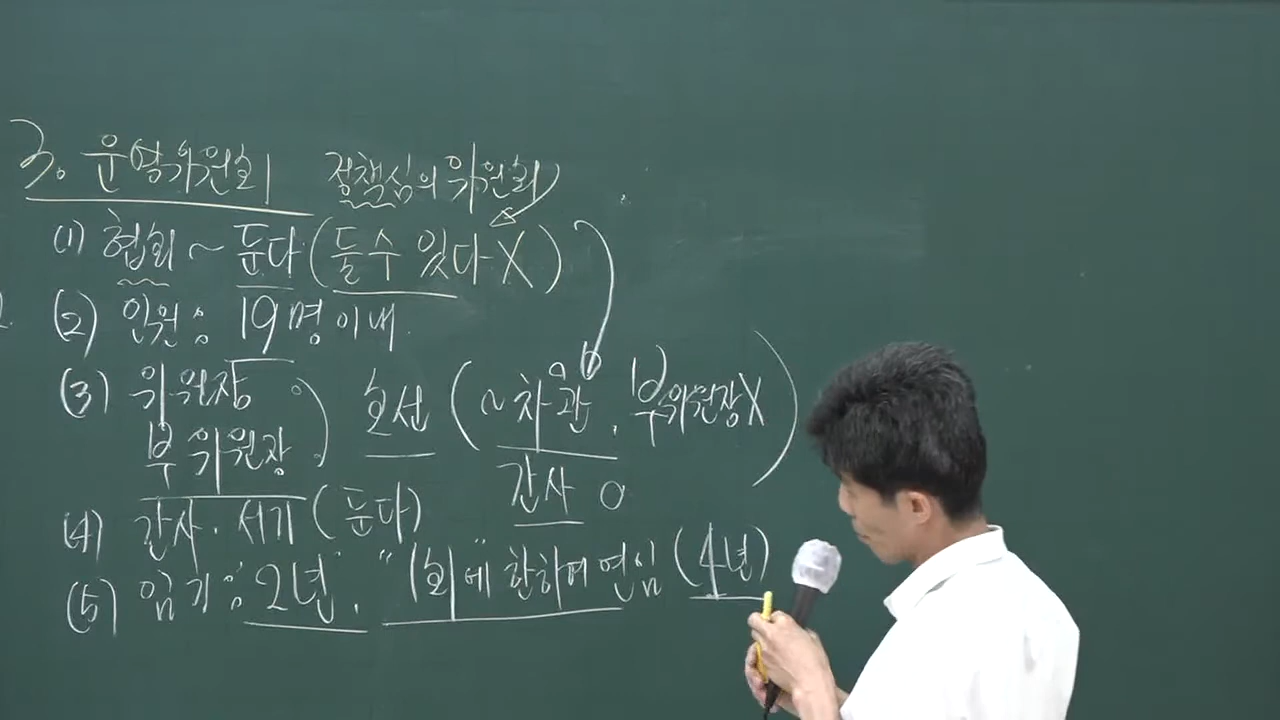 3. 운영위원회 정책심의위원회
(1) 협회 ~ 둔다 (둘수 있다 X)
(2) 인원 : 19명 이내.
(3) 위원장 호선 (~차관, 부위원장X)
부위원장 간사 O
(4) 간사. 서기 (둔다)
(5) 임기 : 2년. "1회"에 한하여 연임 (4년)